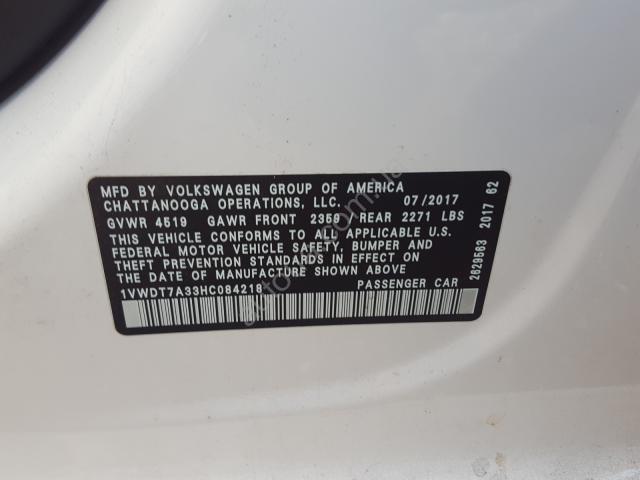 MFD BY VOLKSWAGEN GROUP OF AMERICA
CHATTANOOGA OPERATIONS, LLC. 07/2017
GVWR 4519 GAWR FRONT 2359 REAR 2271 LBS
THIS VEHICLE CONFORMS TO ALL APPLICABLE U.S.
FEDERAL MOTOR VEHICLE SAFETY, BUMPER AND
THEFT PREVENTION STANDARDS IN EFFECT ON
THE DATE OF MANUFACTURE SHOWN ABOVE
1VWDT7A33HC084218 PASSENGER CAR
2629563 2017 62